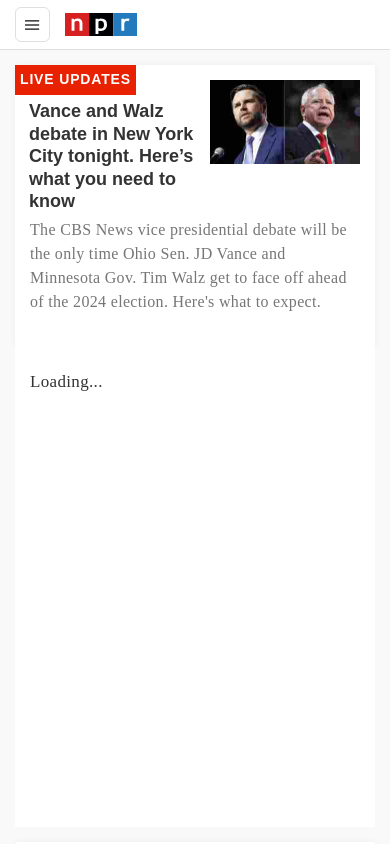 npr
LIVE UPDATES
Vance and Walz
debate in New York
City tonight. Here’s
what you need to
know
The CBS News vice presidential debate will be
the only time Ohio Sen. JD Vance and
Minnesota Gov. Tim Walz get to face off ahead
of the 2024 election. Here's what to expect.
Loading...